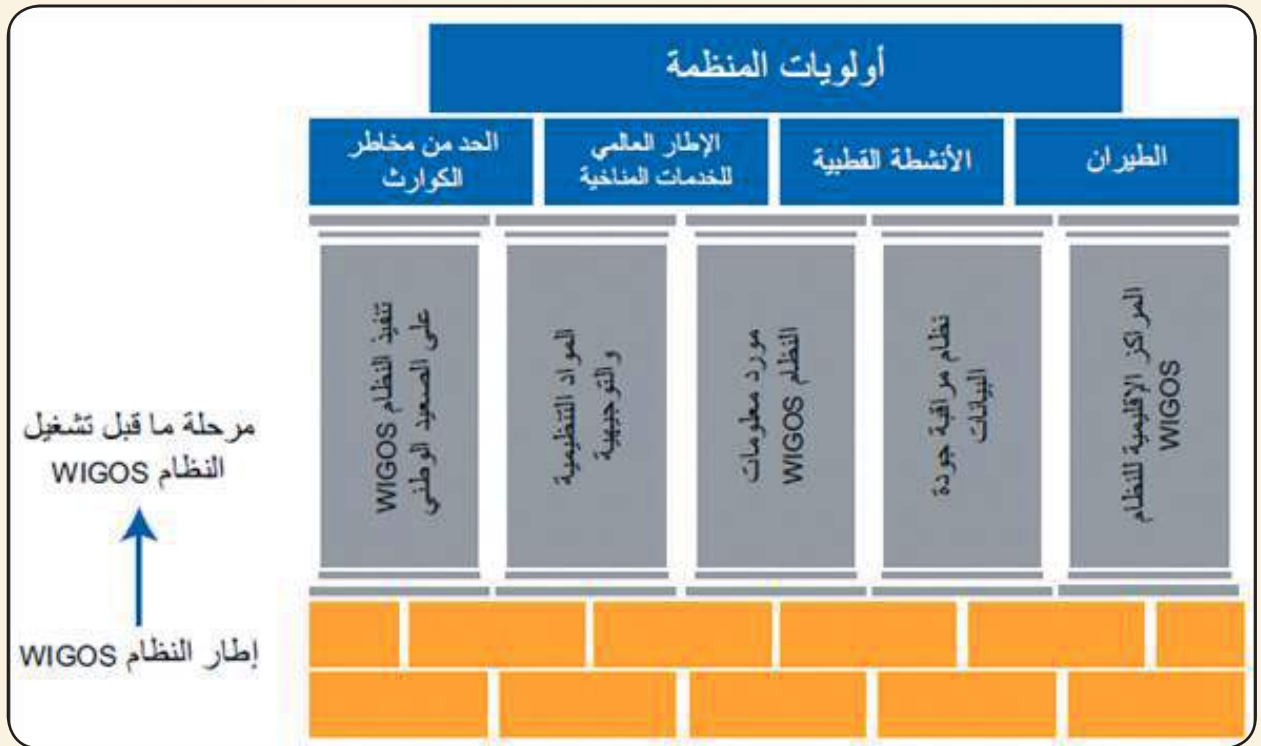 أولويات المنظمة
الطيران
الأنشطة القطبية
الإطار العالمي
للخدمات المناخية
الحد من مخاطر
الكوارث
المراكز الإقليمية للنظام
WIGOS
نظام مراقبة جودة
البيانات
مورد معلومات
النظام WIGOS
المواد التنظيمية
والتوجيهية
تنفيذ النظام WIGOS
على الصعيد الوطني
مرحلة ما قبل تشغيل
النظام WIGOS
إطار النظام WIGOS